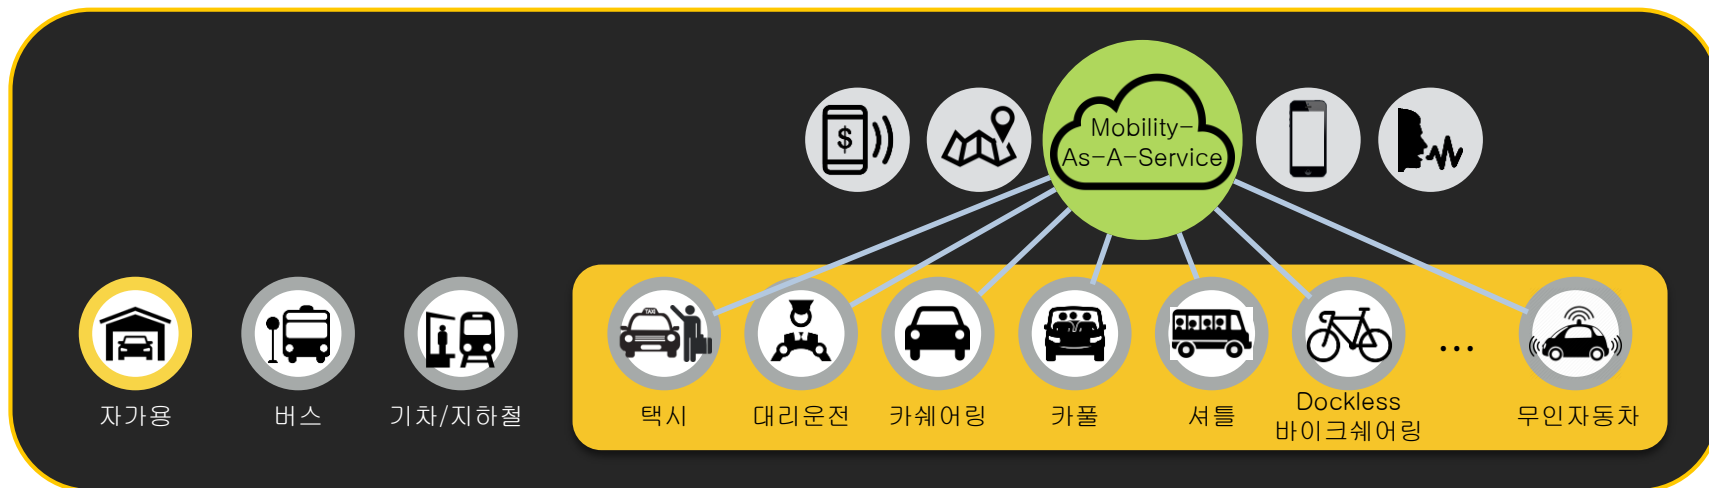 Mobility-
As-A-Service
$
TAXI
자가용
버스
기차/지하철
택시
대리운전
카쉐어링
카풀
셔틀
Dockless
바이크쉐어링
...
무인자동차